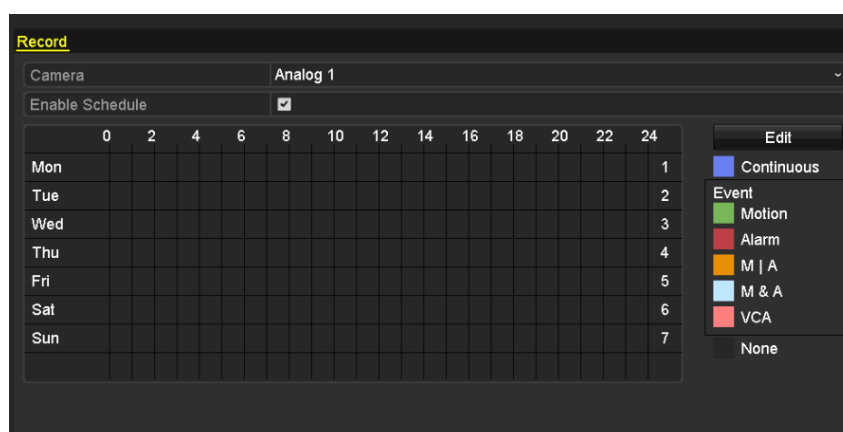 Record
Camera Analog 1
Enable Schedule
0 2 4 6 8 10 12 14 16 18 20 22 24 Edit
Mon 1 Continuous
Tue 2 Event
Motion
Wed 3
Alarm
Thu 4
M | A
Fri 5
M & A
Sat 6
VCA
Sun 7
None